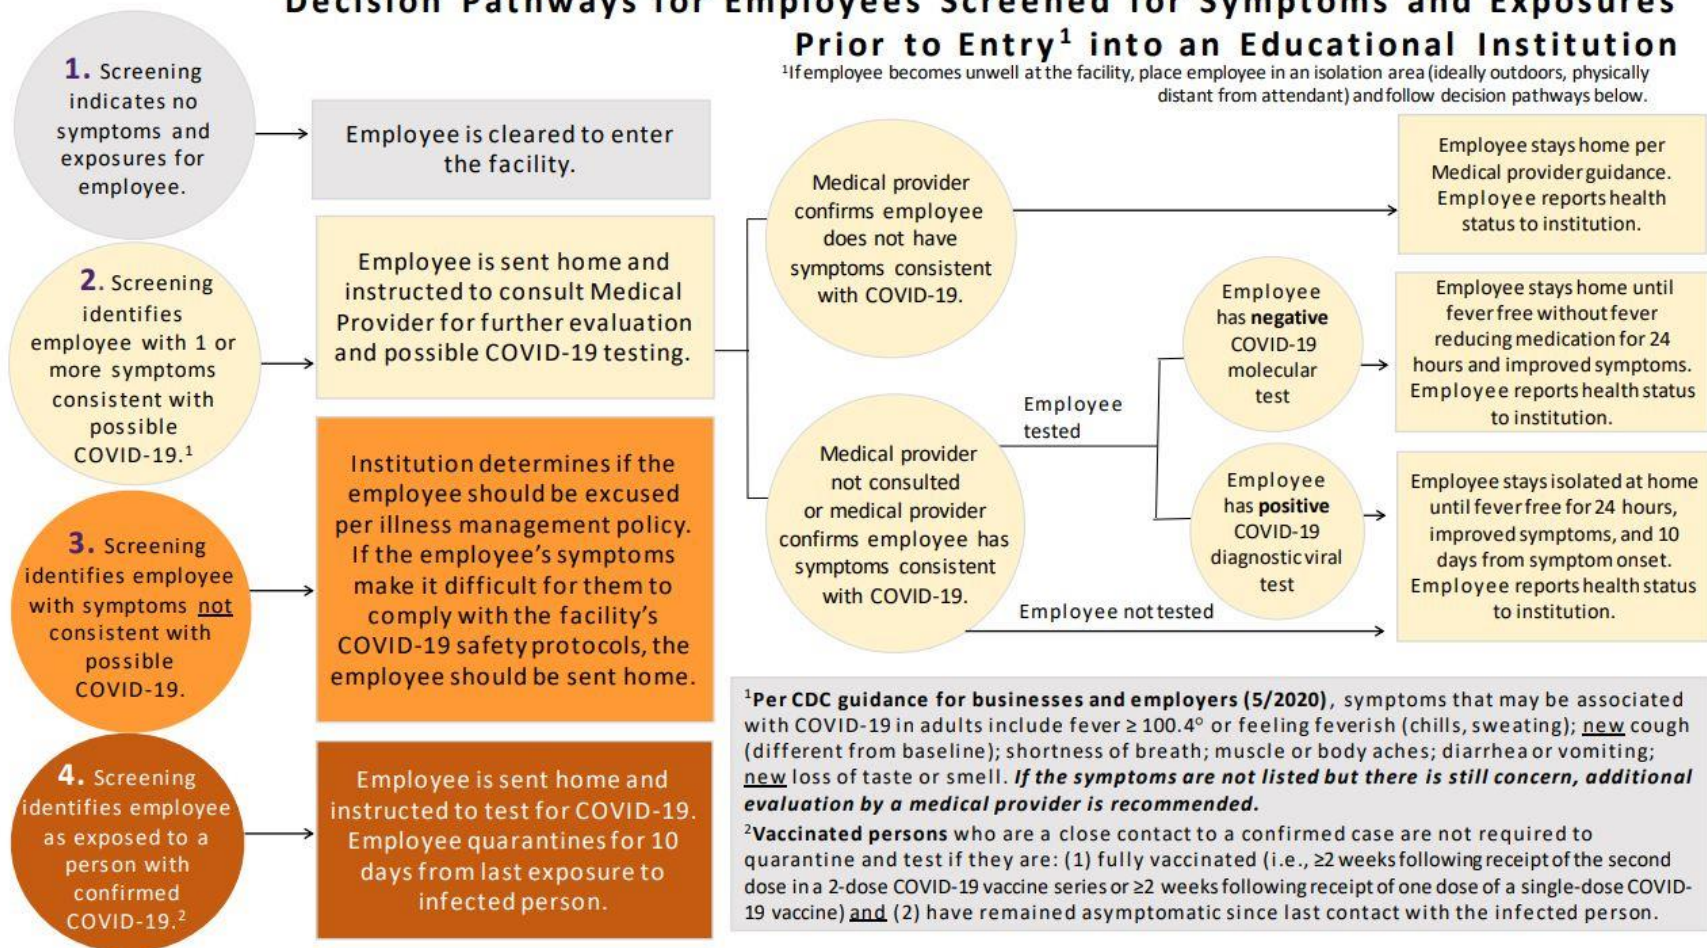 Decision Pathways for Employees Screened for Symptoms and Exposures
Prior to Entry¹ into an Educational Institution
¹If employee becomes unwell at the facility, place employee in an isolation area (ideally outdoors, physically
distant from attendant) and follow decision pathways below.
1. Screening
indicates no
symptoms and
exposures for
employee.
Employee is cleared to enter
the facility.
2. Screening
identifies
employee with 1 or
more symptoms
consistent with
possible
COVID-19.¹
Employee is sent home and
instructed to consult Medical
Provider for further evaluation
and possible COVID-19 testing.
Medical provider
confirms employee
does not have
symptoms consistent
with COVID-19.
Employee stays home per
Medical provider guidance.
Employee reports health
status to institution.
Medical provider
not consulted
or medical provider
confirms employee has
symptoms consistent
with COVID-19.
Employee
tested
Employee
has negative
COVID-19
molecular
test
Employee stays home until
fever free without fever
reducing medication for 24
hours and improved symptoms.
Employee reports health status
to institution.
Employee
has positive
COVID-19
diagnostic viral
test
Employee stays isolated at home
until fever free for 24 hours,
improved symptoms, and 10
days from symptom onset.
Employee reports health status
to institution.
Employee not tested
3. Screening
identifies employee
with symptoms not
consistent with
possible
COVID-19.
Institution determines if the
employee should be excused
per illness management policy.
If the employee's symptoms
make it difficult for them to
comply with the facility's
COVID-19 safety protocols, the
employee should be sent home.
4. Screening
identifies employee
as exposed to a
person with
confirmed
COVID-19.²
Employee is sent home and
instructed to test for COVID-19.
Employee quarantines for 10
days from last exposure to
infected person.
¹Per CDC guidance for businesses and employers (5/2020), symptoms that may be associated
with COVID-19 in adults include fever ≥ 100.4° or feeling feverish (chills, sweating); new cough
(different from baseline); shortness of breath; muscle or body aches; diarrhea or vomiting;
new loss of taste or smell. If the symptoms are not listed but there is still concern, additional
evaluation by a medical provider is recommended.
²Vaccinated persons who are a close contact to a confirmed case are not required to
quarantine and test if they are: (1) fully vaccinated (i.e., ≥2 weeks following receipt of the second
dose in a 2-dose COVID-19 vaccine series or ≥2 weeks following receipt of one dose of a single-dose COVID-
19 vaccine) and (2) have remained asymptomatic since last contact with the infected person.